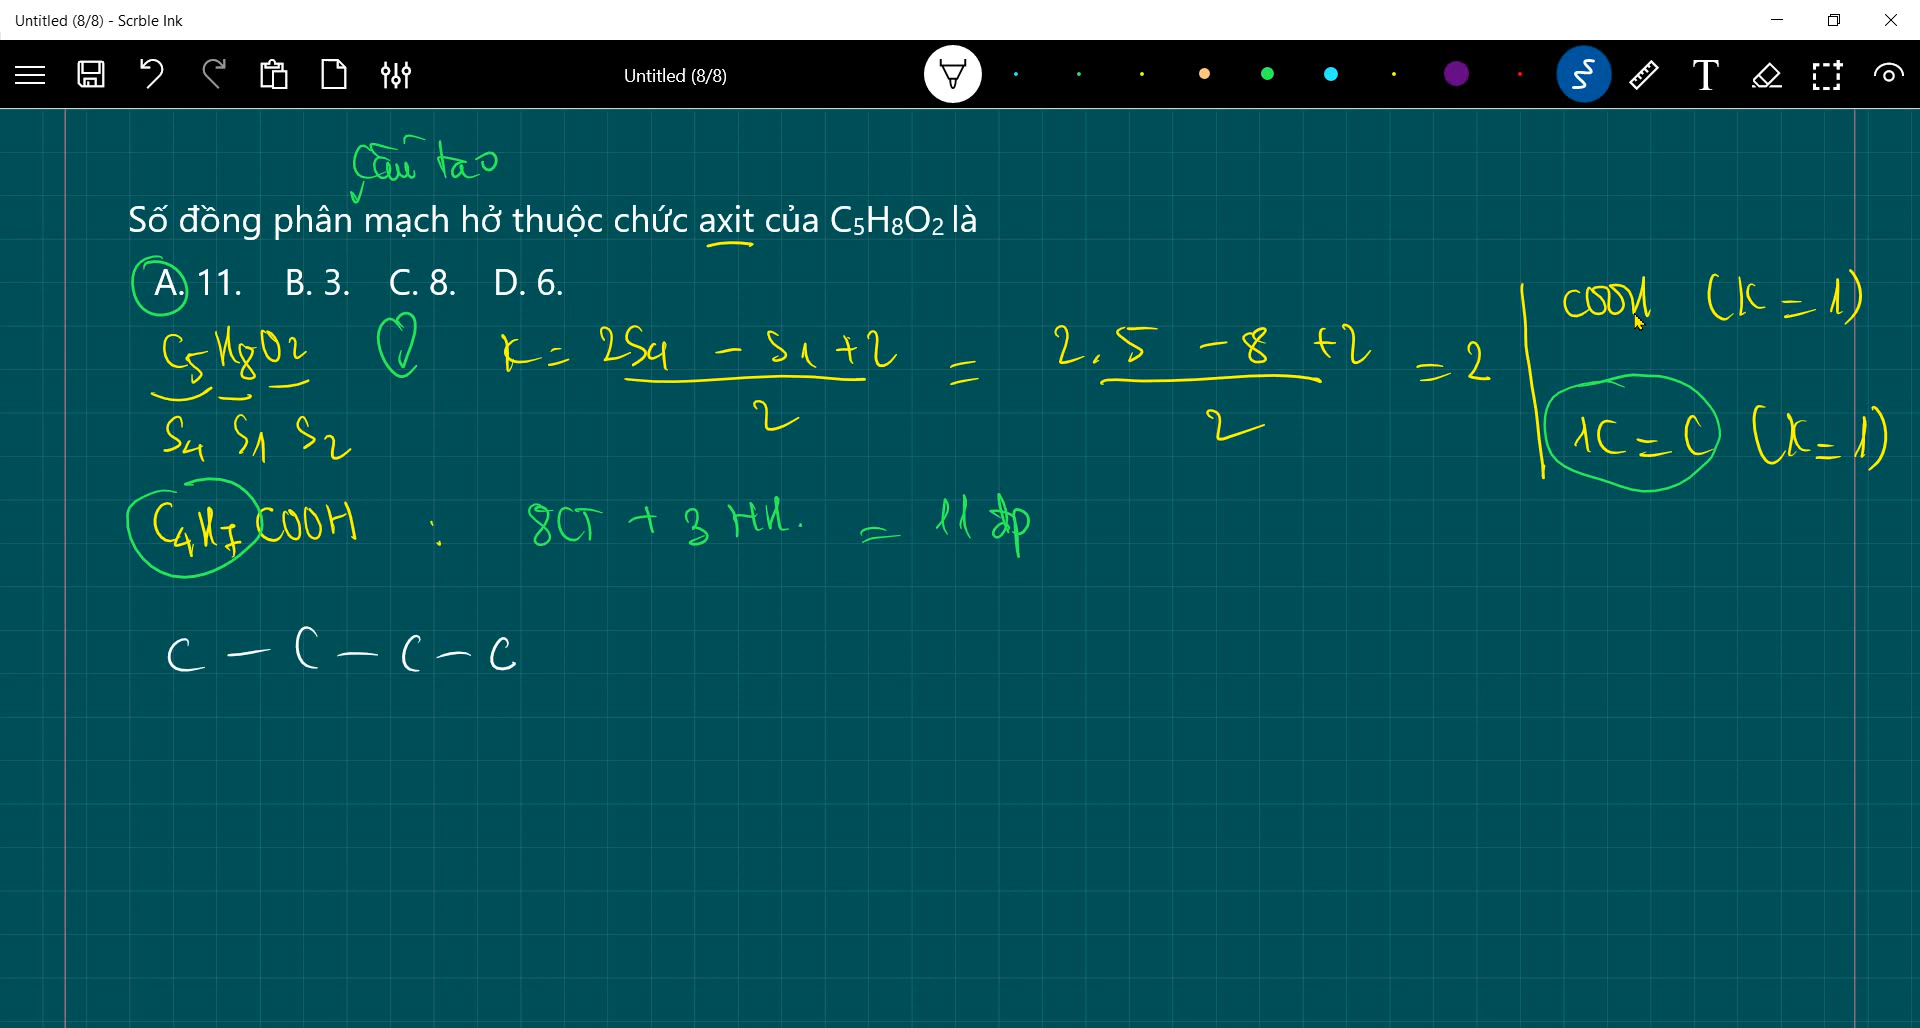 Untitled (8/8) - Scrble Ink
Untitled (8/8)
T
cấu tạo
Số đồng phân mạch hở thuộc chức axit của C₅H₈O₂ là
A. 11. B. 3. C. 8. D. 6.
COOH (K = 1)
C₅H₈O₂ K = 2S₄ - S₁ + 2 / 2 = 2.5 - 8 + 2 / 2 = 2
S₄ S₁ S₂
1C = C (K = 1)
C₄H₇COOH : 8CT + 3 HH. = 11 đp
C - C - C - C